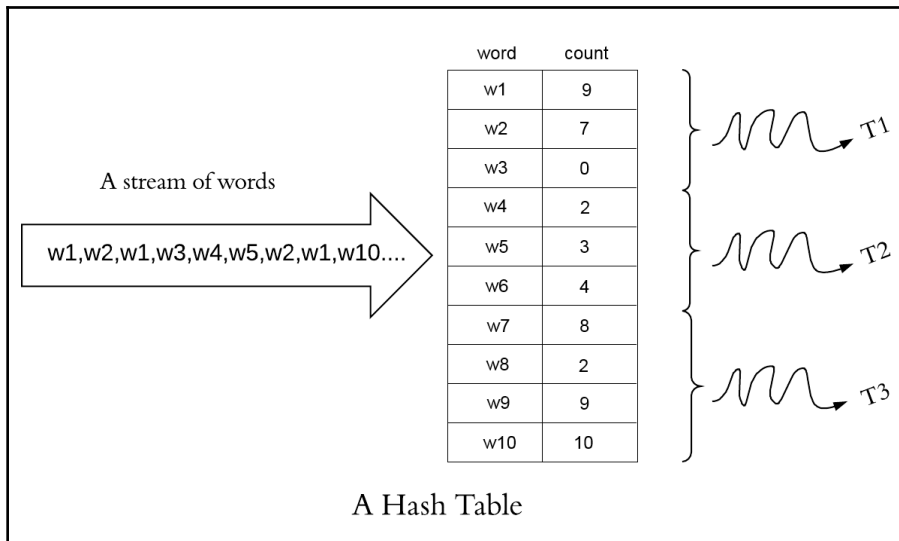 A stream of words
w1,w2,w1,w3,w4,w5,w2,w1,w10....
word count
w1 9
w2 7
w3 0
w4 2
w5 3
w6 4
w7 8
w8 2
w9 9
w10 10
T1
T2
T3
A Hash Table